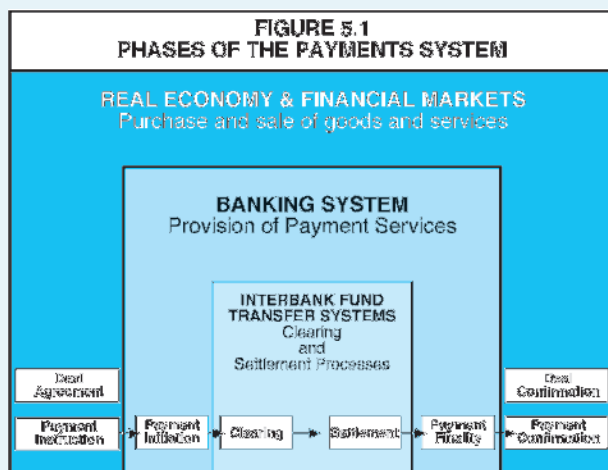 FIGURE 5.1
PHASES OF THE PAYMENTS SYSTEM
REAL ECONOMY & FINANCIAL MARKETS
Purchase and sale of goods and services
BANKING SYSTEM
Provision of Payment Services
INTERBANK FUND
TRANSFER SYSTEMS
Clearing
and
Settlement Processes
Deal
Agreement
Deal
Confirmation
Payment
Instruction
Payment
Initiation
Clearing
Settlement
Payment
Finality
Payment
Confirmation